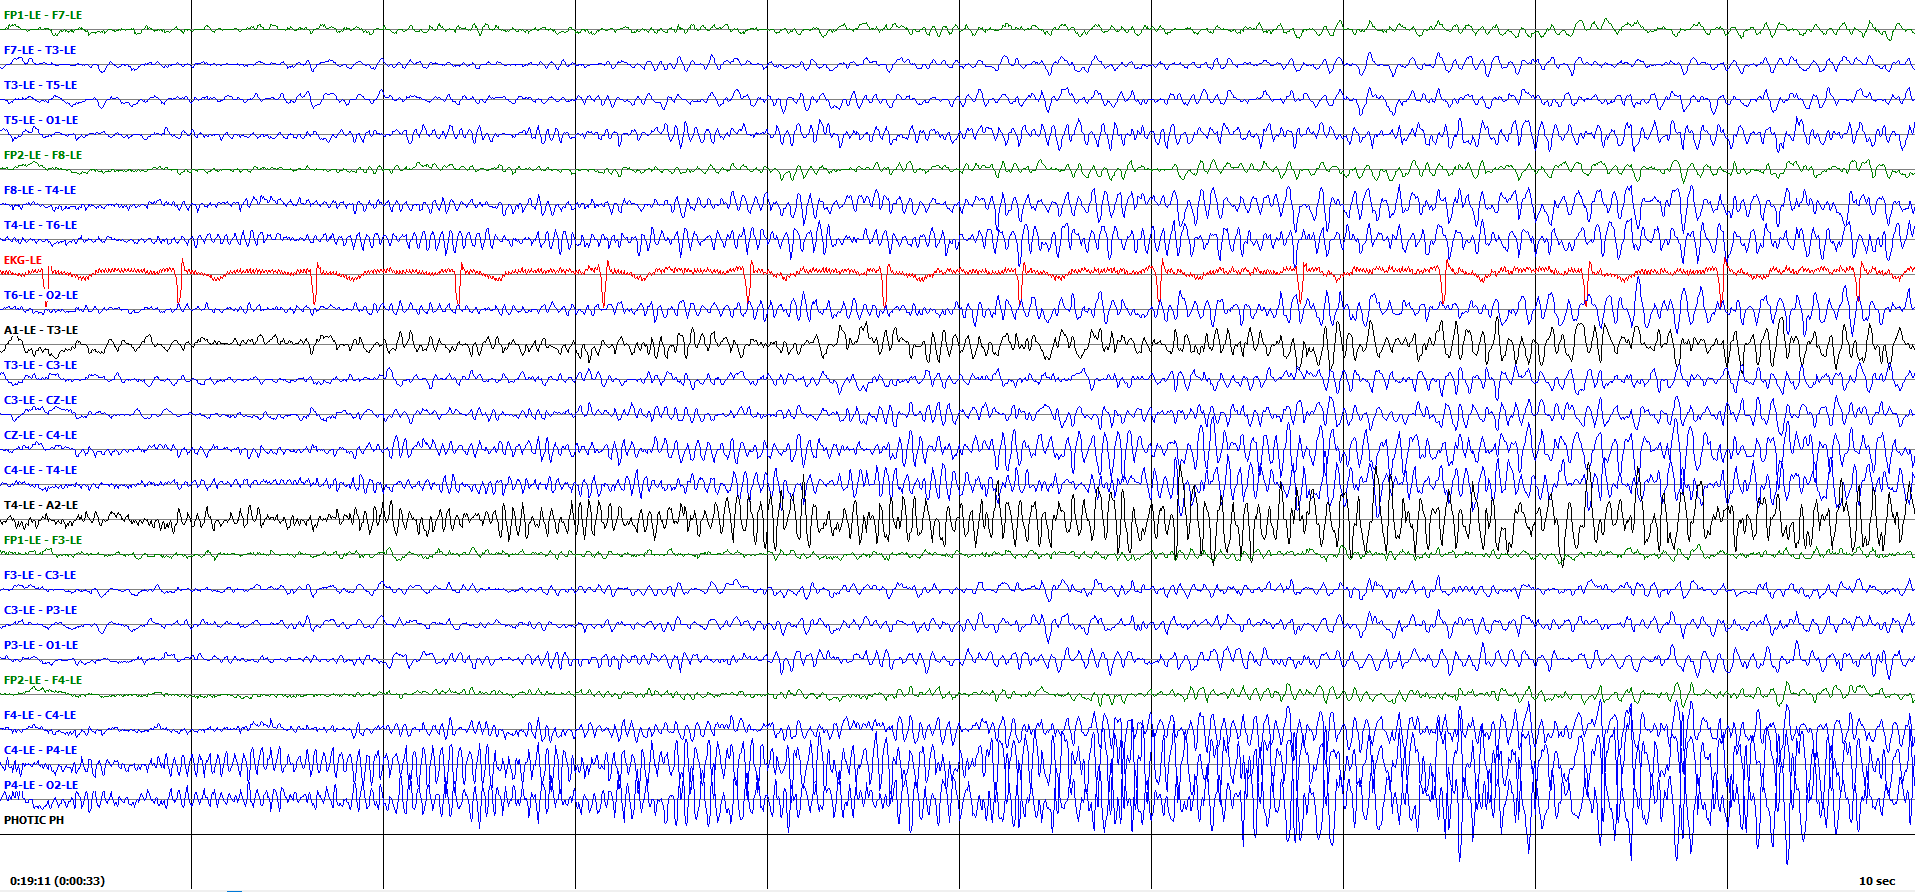 FP1-LE - F7-LE
F7-LE - T3-LE
T3-LE - T5-LE
T5-LE - O1-LE
FP2-LE - F8-LE
F8-LE - T4-LE
T4-LE - T6-LE
EKG-LE
T6-LE - O2-LE
A1-LE - T3-LE
T3-LE - C3-LE
C3-LE - CZ-LE
CZ-LE - C4-LE
C4-LE - T4-LE
T4-LE - A2-LE
FP1-LE - F3-LE
F3-LE - C3-LE
C3-LE - P3-LE
P3-LE - O1-LE
FP2-LE - F4-LE
F4-LE - C4-LE
C4-LE - P4-LE
P4-LE - O2-LE
PHOTIC PH
0:19:11 (0:00:33) 10 sec